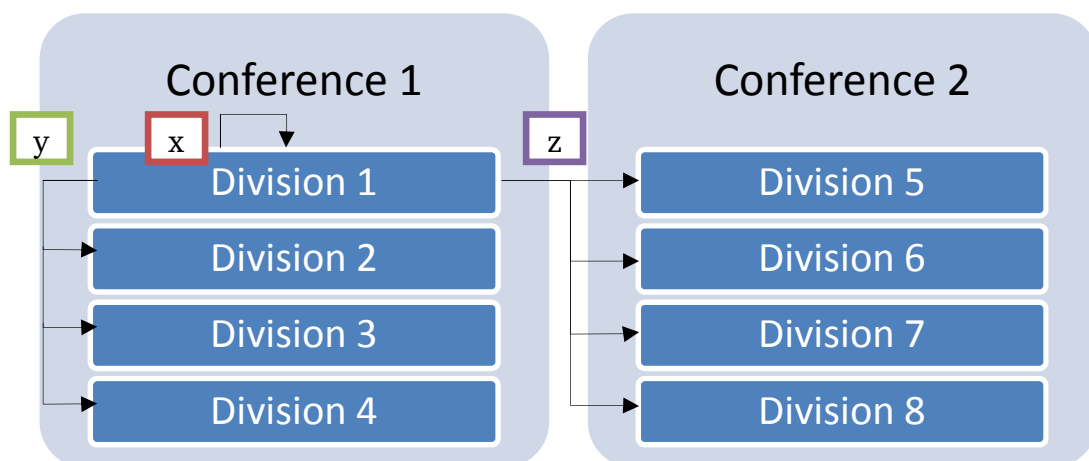 Conference 1
Conference 2
y
x
z
Division 1
Division 5
Division 2
Division 6
Division 3
Division 7
Division 4
Division 8